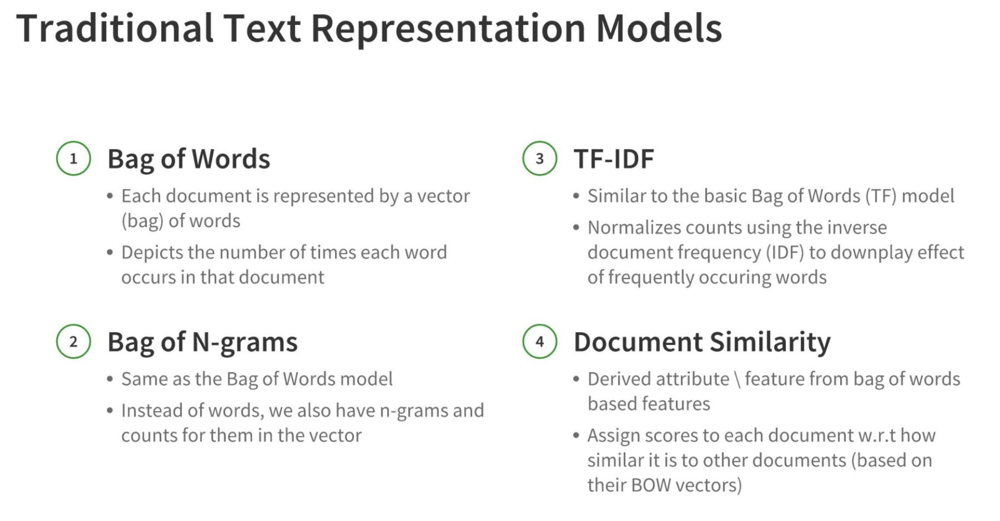 Traditional Text Representation Models
1 Bag of Words
• Each document is represented by a vector
(bag) of words
• Depicts the number of times each word
occurs in that document
2 Bag of N-grams
• Same as the Bag of Words model
• Instead of words, we also have n-grams and
counts for them in the vector
3 TF-IDF
• Similar to the basic Bag of Words (TF) model
• Normalizes counts using the inverse
document frequency (IDF) to downplay effect
of frequently occuring words
4 Document Similarity
• Derived attribute \ feature from bag of words
based features
• Assign scores to each document w.r.t how
similar it is to other documents (based on
their BOW vectors)